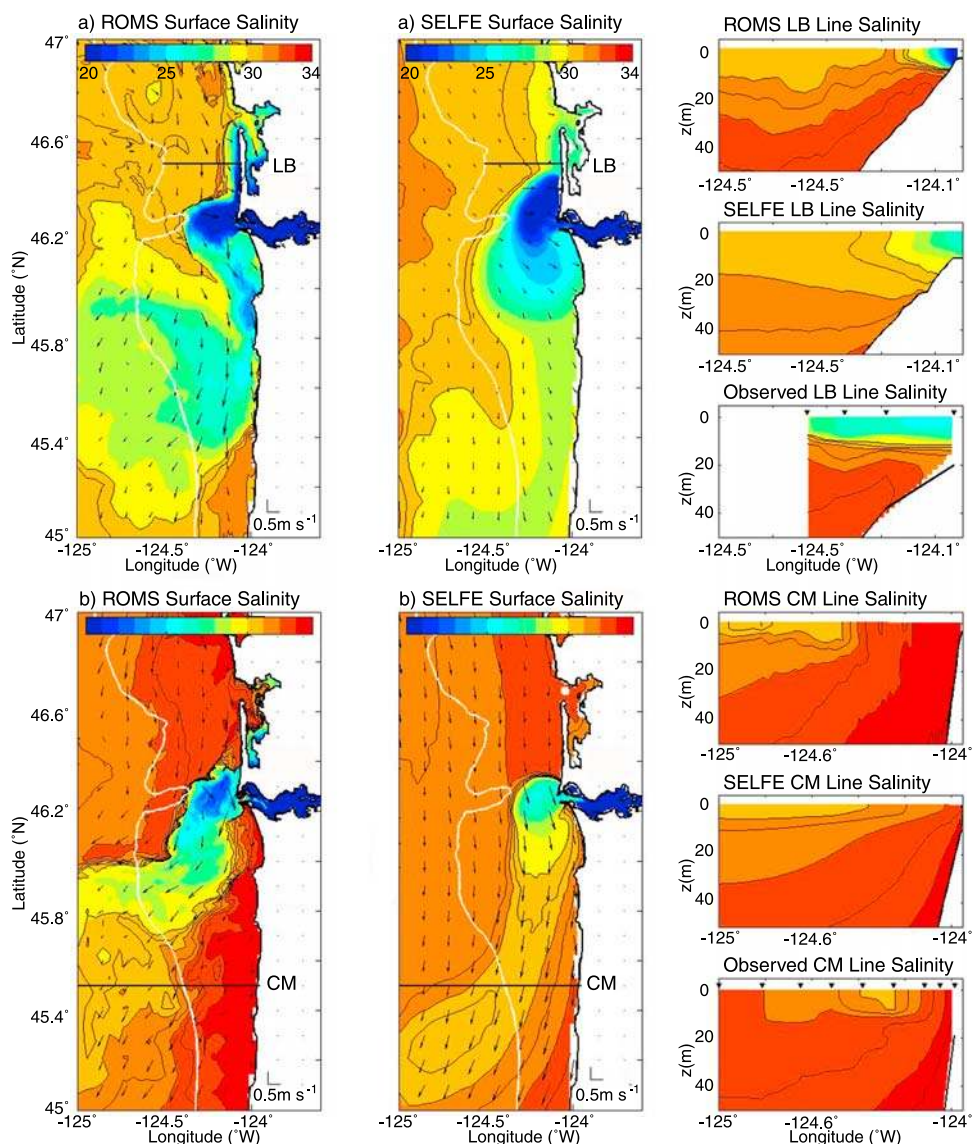 a) ROMS Surface Salinity
20 25 30 34
47°
46.6°
46.2°
45.8°
45.4°
45°
Latitude (°N)
LB
0.5m s⁻¹
-125° -124.5° -124°
Longitude (°W)
a) SELFE Surface Salinity
20 25 30 34
LB
0.5m s⁻¹
-125° -124.5° -124°
Longitude (°W)
ROMS LB Line Salinity
0
20
40
z(m)
-124.5° -124.5° -124.1°
SELFE LB Line Salinity
0
20
40
z(m)
-124.5° -124.5° -124.1°
Observed LB Line Salinity
0
20
40
z(m)
-124.5° -124.5° -124.1°
Longitude (°W)
b) ROMS Surface Salinity
47°
46.6°
46.2°
45.8°
45.4°
45°
Latitude (°N)
CM
0.5m s⁻¹
-125° -124.5° -124°
Longitude (°W)
b) SELFE Surface Salinity
CM
0.5m s⁻¹
-125° -124.5° -124°
Longitude (°W)
ROMS CM Line Salinity
0
20
40
z(m)
-125° -124.6° -124°
SELFE CM Line Salinity
0
20
40
z(m)
-125° -124.6° -124°
Observed CM Line Salinity
0
20
40
z(m)
-125° -124.6° -124°
Longitude (°W)